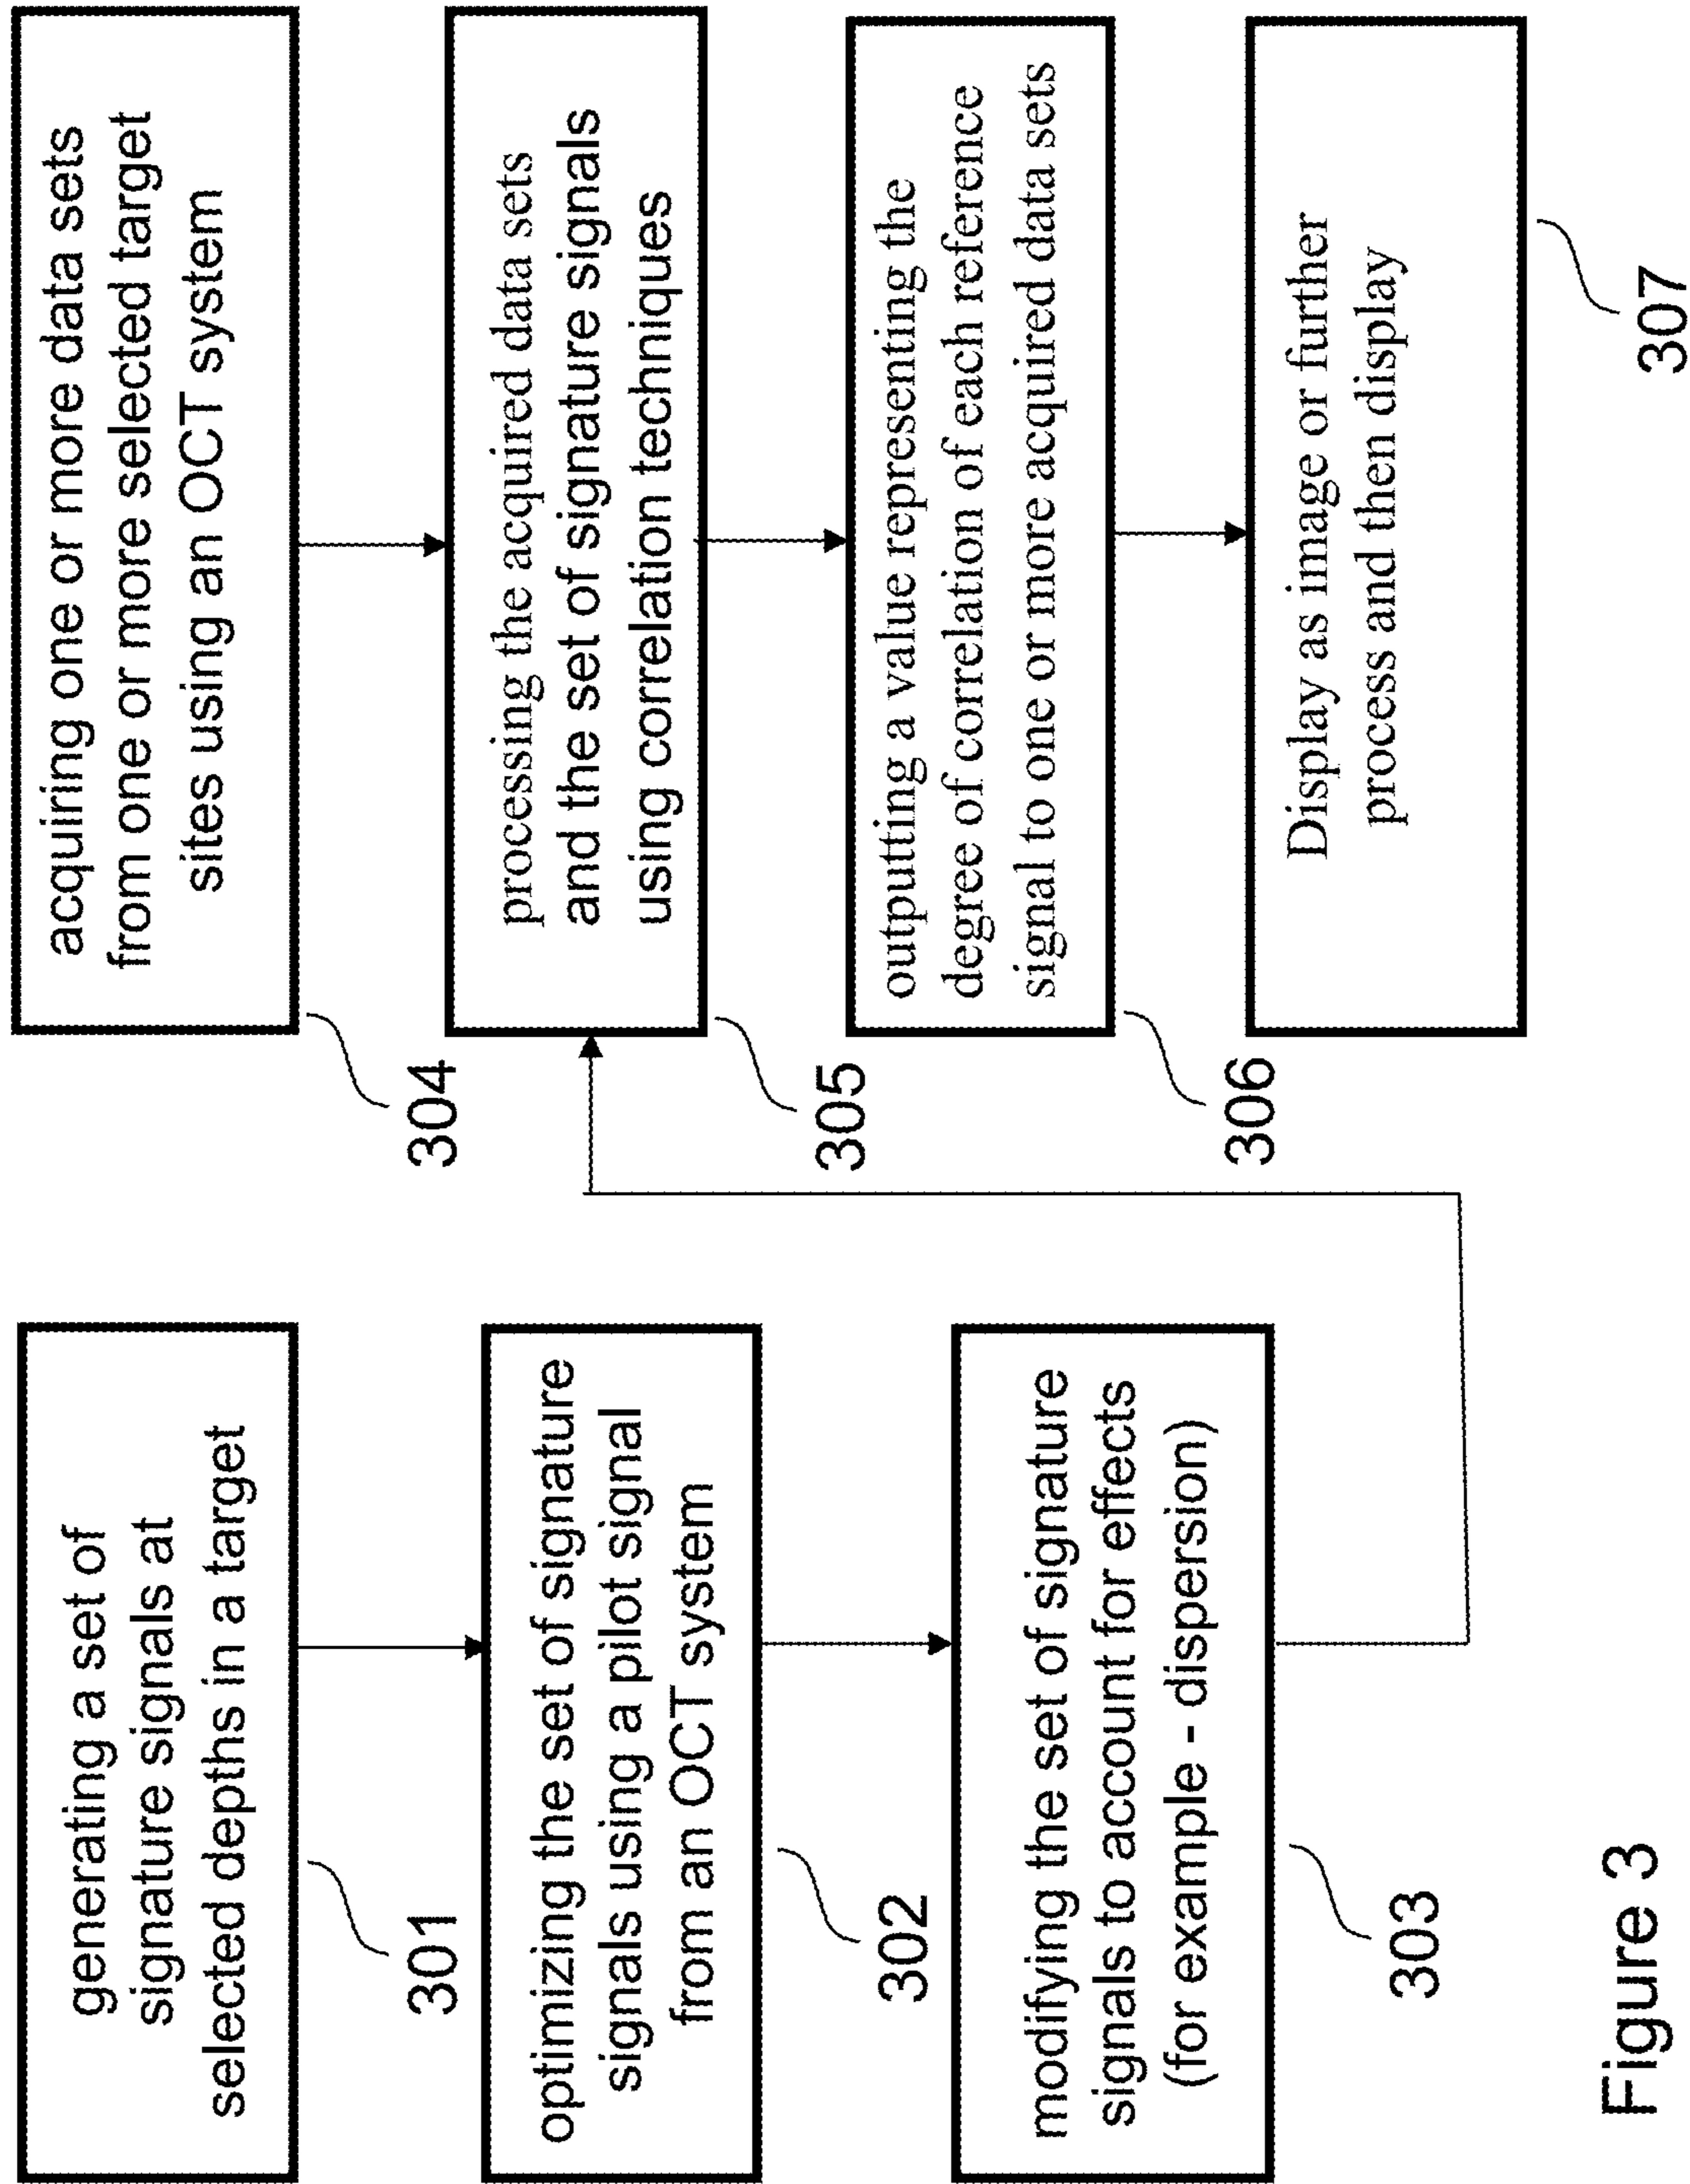 generating a set of
signature signals at
selected depths in a target
301
optimizing the set of signature
signals using a pilot signal
from an OCT system
302
modifying the set of signature
signals to account for effects
(for example - dispersion)
303
acquiring one or more data sets
from one or more selected target
sites using an OCT system
304
processing the acquired data sets
and the set of signature signals
using correlation techniques
305
outputting a value representing the
degree of correlation of each reference
signal to one or more acquired data sets
306
Display as image or further
process and then display
307
Figure 3